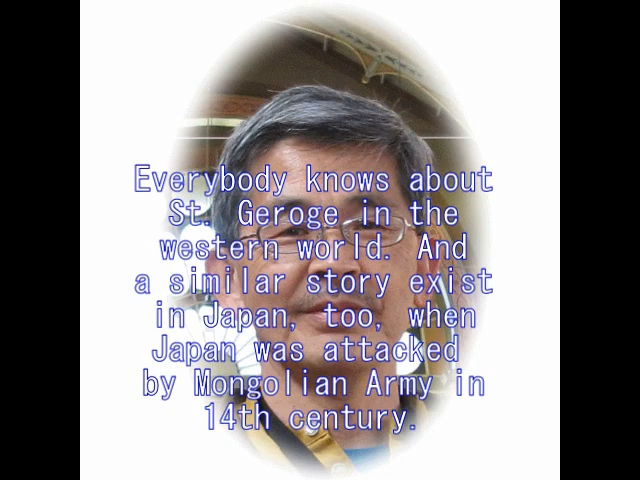 Everybody knows about
St. Geroge in the
western world. And
a similar story exist
in Japan, too, when
Japan was attacked
by Mongolian Army in
14th century.